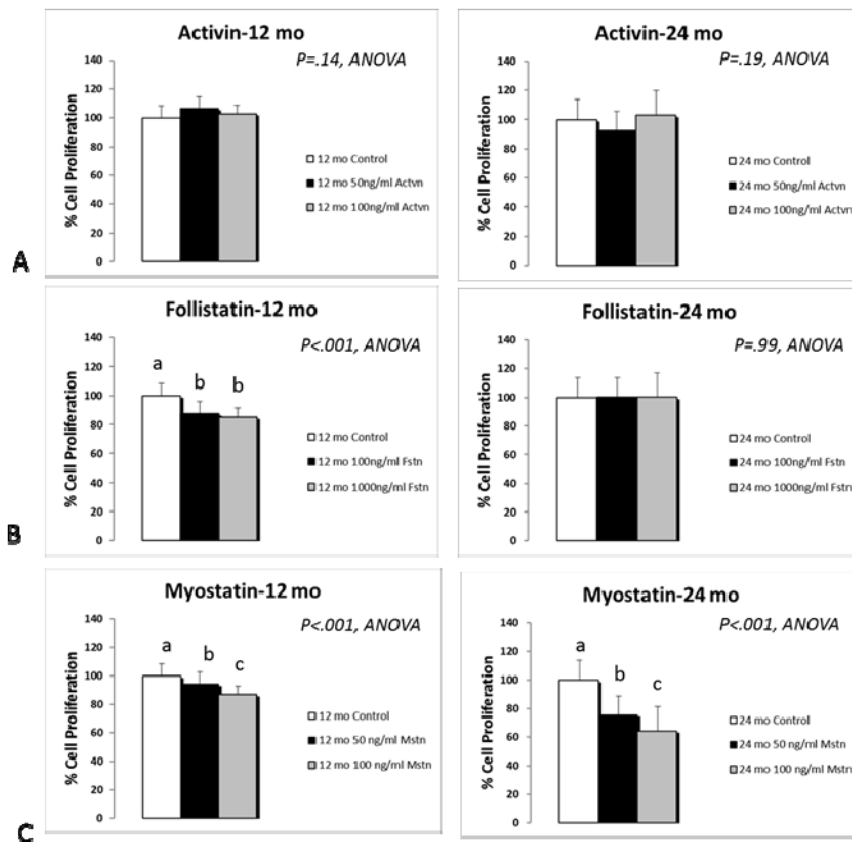 Activin-12 mo
P=.14, ANOVA
140
120
100
80
60
40
20
0
% Cell Proliferation
12 mo Control
12 mo 50ng/ml Actvn
12 mo 100ng/ml Actvn
A
Activin-24 mo
P=.19, ANOVA
140
120
100
80
60
40
20
0
% Cell Proliferation
24 mo Control
24 mo 50ng/ml Actvn
24 mo 100ng/ml Actvn
Follistatin-12 mo
P<.001, ANOVA
140
120
100
80
60
40
20
0
% Cell Proliferation
a
b
b
12 mo Control
12 mo 100ng/ml Fstn
12 mo 1000ng/ml Fstn
B
Follistatin-24 mo
P=.99, ANOVA
140
120
100
80
60
40
20
0
% Cell Proliferation
24 mo Control
24 mo 100ng/ml Fstn
24 mo 1000ng/ml Fstn
Myostatin-12 mo
P<.001, ANOVA
140
120
100
80
60
40
20
0
% Cell Proliferation
a
b
c
12 mo Control
12 mo 50 ng/ml Mstn
12 mo 100 ng/ml Mstn
C
Myostatin-24 mo
P<.001, ANOVA
140
120
100
80
60
40
20
0
% Cell Proliferation
a
b
c
24 mo Control
24 mo 50 ng/ml Mstn
24 mo 100 ng/ml Mstn